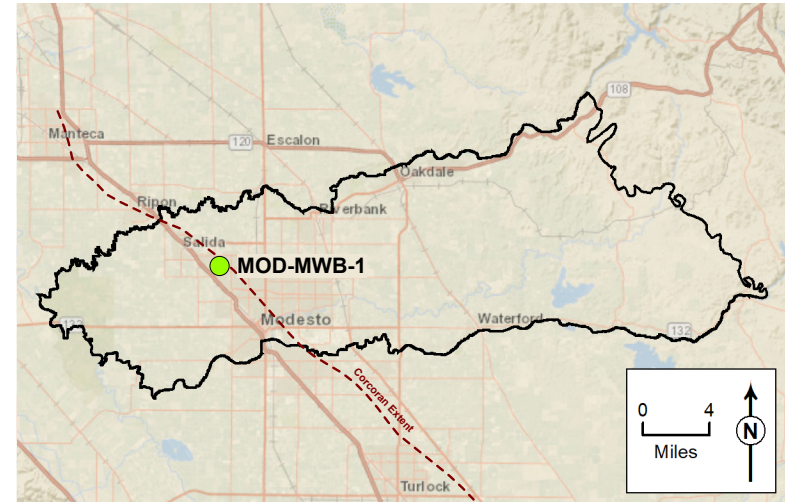 108
Manteca
120
Escalon
Oakdale
Ripon
Riverbank
Salida
MOD-MWB-1
132
Modesto
Waterford
132
Corcoran Extent
Turlock
0 4
Miles
N